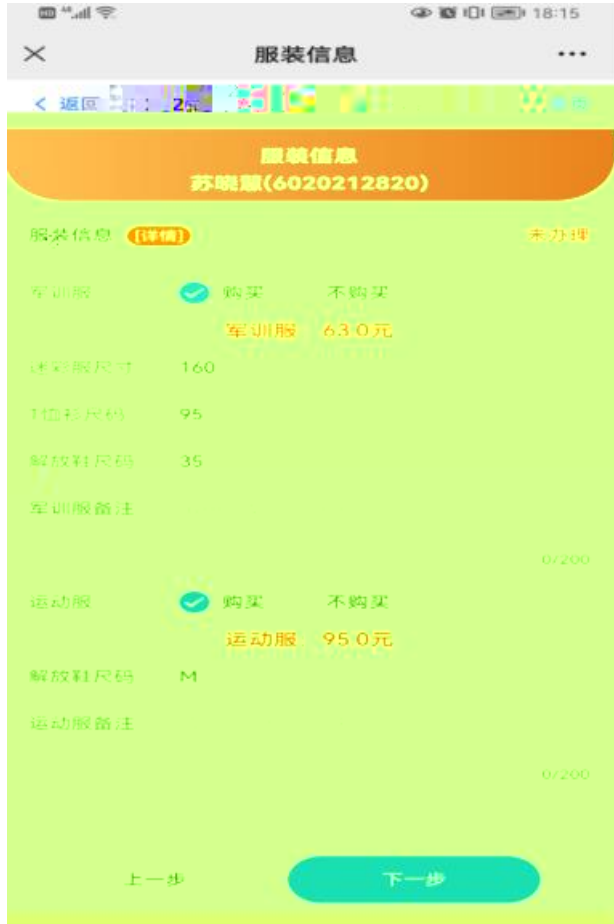 HD 4G 18:15
服装信息
返回
服装信息
苏晓慧(6020212820)
服装信息 [详情] 未办理
军训服 购买 不购买
军训服 63.0元
迷彩服尺寸 160
T恤衫尺码 95
解放鞋尺码 35
军训服备注
0/200
运动服 购买 不购买
运动服 95.0元
解放鞋尺码 M
运动服备注
0/200
上一步 下一步